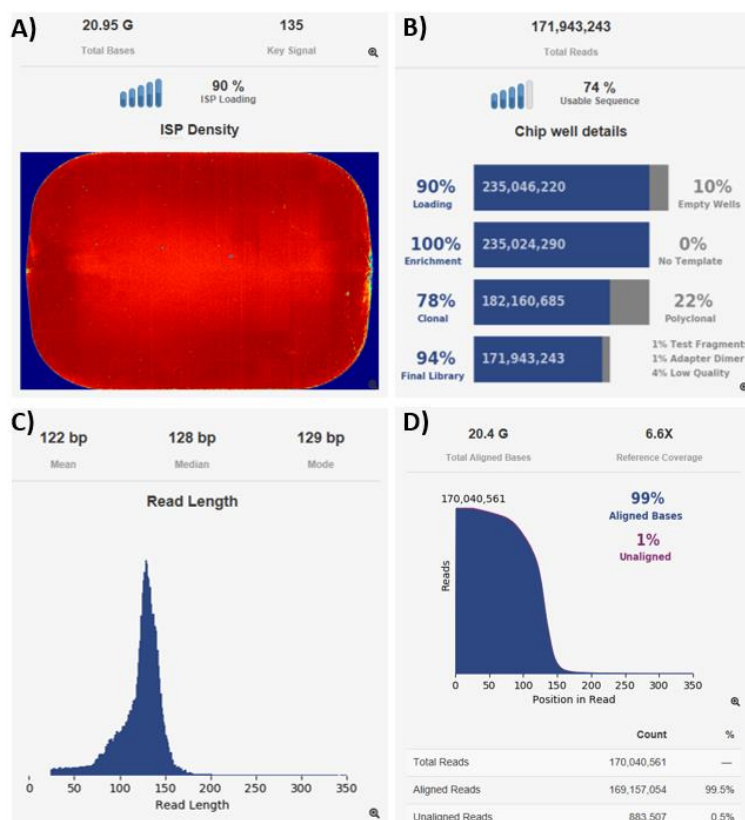 A)
20.95 G 135
Total Bases Key Signal
90 %
ISP Loading
ISP Density
B)
171,943,243
Total Reads
74 %
Usable Sequence
Chip well details
90% 235,046,220 10%
Loading Empty Wells
100% 235,024,290 0%
Enrichment No Template
78% 182,160,685 22%
Clonal Polyclonal
94% 171,943,243
Final Library
1% Test Fragments
1% Adapter Dimer
4% Low Quality
C)
122 bp 128 bp 129 bp
Mean Median Mode
Read Length
0 50 100 150 200 250 300 350
Read Length
D)
20.4 G 6.6X
Total Aligned Bases Reference Coverage
170,040,561
99%
Aligned Bases
1%
Unaligned
Reads
0 50 100 150 200 250 300 350
Position in Read
Count %
Total Reads 170,040,561 —
Aligned Reads 169,157,054 99.5%
Unaligned Reads 883,507 0.5%